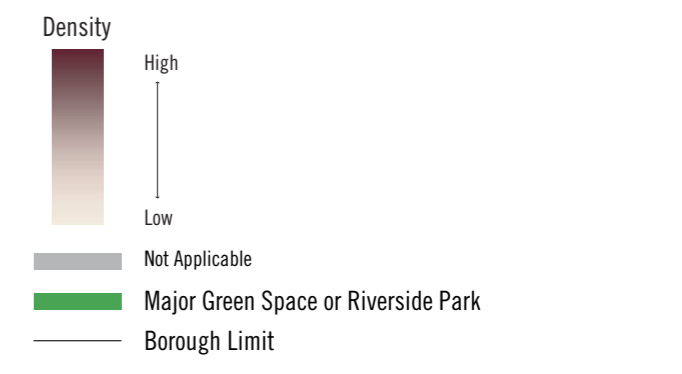 Density
High
Low
Not Applicable
Major Green Space or Riverside Park
Borough Limit